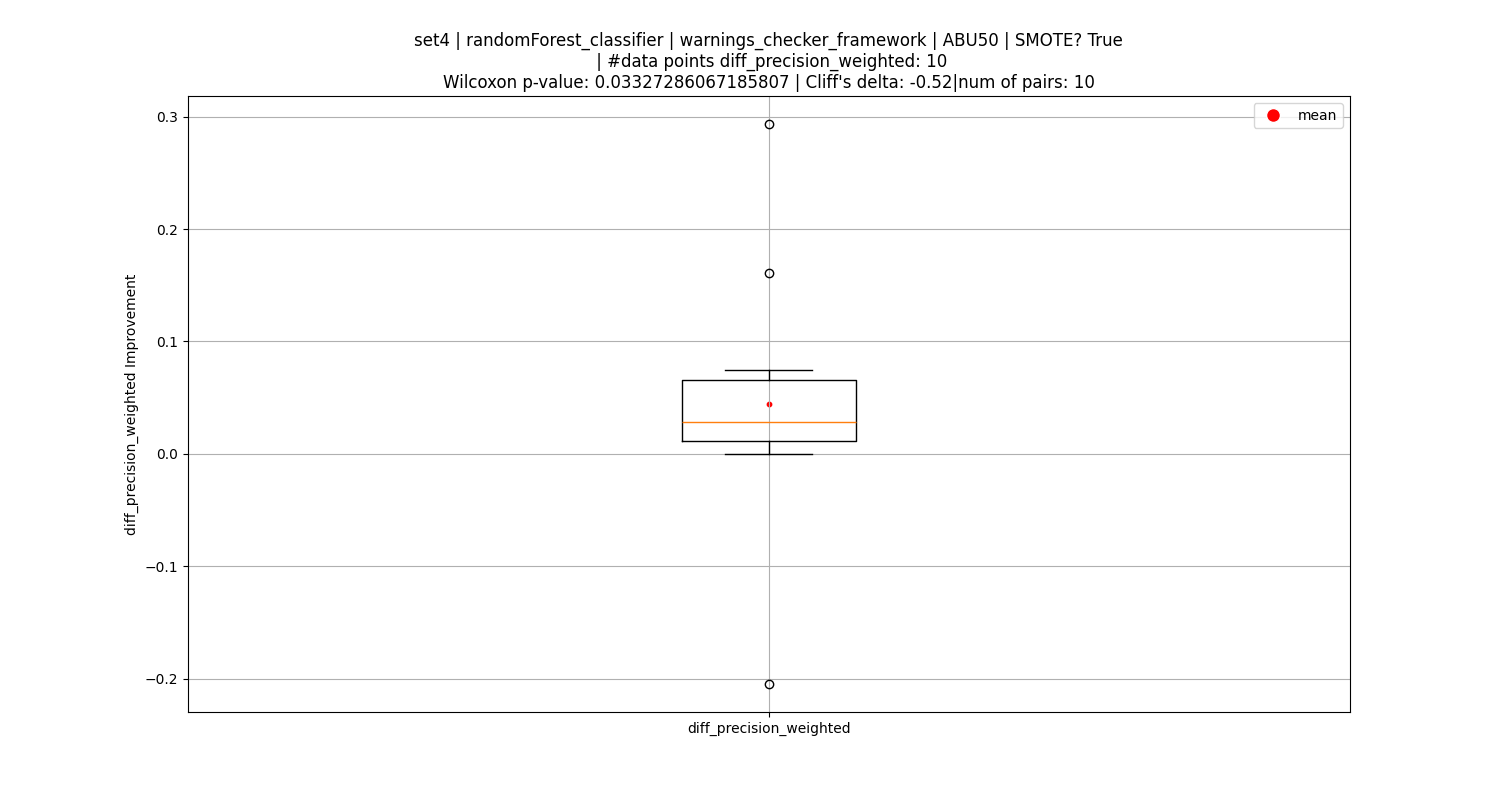 set4 | randomForest_classifier | warnings_checker_framework | ABU50 | SMOTE? True
| #data points diff_precision_weighted: 10
Wilcoxon p-value: 0.03327286067185807 | Cliff's delta: -0.52|num of pairs: 10
mean
0.3
0.2
0.1
0.0
−0.1
−0.2
diff_precision_weighted Improvement
diff_precision_weighted